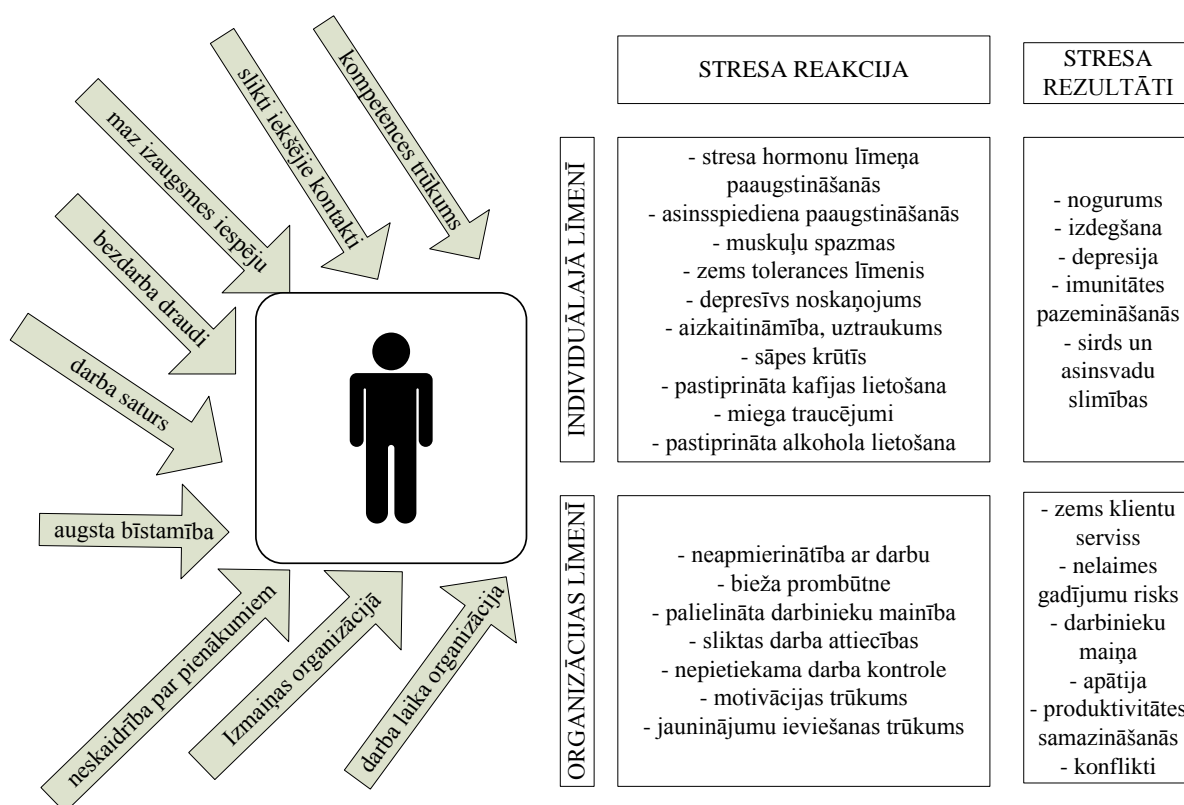 kompetences trūkums
slikti iekšējie kontakti
maz izaugsmes iespēju
bezdarba draudi
darba saturs
augsta bīstamība
neskaidrība par pienākumiem
Izmaiņas organizācijā
darba laika organizācija
STRESA REAKCIJA
STRESA
REZULTĀTI
INDIVIDUĀLAJĀ LĪMENĪ
- stresa hormonu līmeņa
paaugstināšanās
- asinsspiediena paaugstināšanās
- muskuļu spazmas
- zems tolerances līmenis
- depresīvs noskaņojums
- aizkaitināmība, uztraukums
- sāpes krūtīs
- pastiprināta kafijas lietošana
- miega traucējumi
- pastiprināta alkohola lietošana
- nogurums
- izdegšana
- depresija
- imunitātes
pazemināšanās
- sirds un
asinsvadu
slimības
ORGANIZĀCIJAS LĪMENĪ
- neapmierinātība ar darbu
- bieža prombūtne
- palielināta darbinieku mainība
- sliktas darba attiecības
- nepietiekama darba kontrole
- motivācijas trūkums
- jauninājumu ieviešanas trūkums
- zems klientu
serviss
- nelaimes
gadījumu risks
- darbinieku
maiņa
- apātija
- produktivitātes
samazināšanās
- konflikti